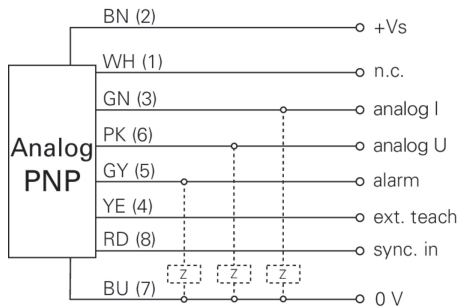 BN (2) +Vs
WH (1) n.c.
GN (3) analog I
PK (6) analog U
Analog
PNP
GY (5) alarm
YE (4) ext. teach
RD (8) sync. in
Z Z Z
BU (7) 0 V